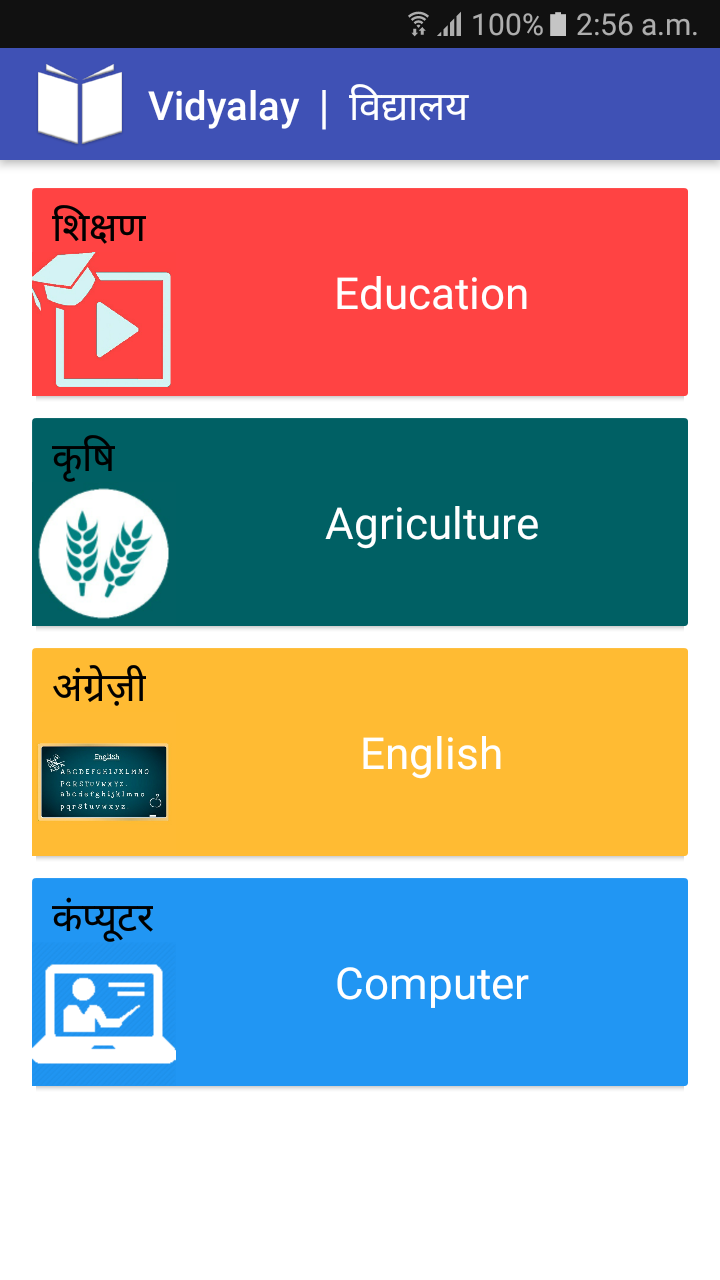 100% 2:56 a.m.
Vidyalay | विद्यालय
शिक्षण
Education
कृषि
Agriculture
अंग्रेज़ी
English
English
ABCDEFGHIJKLMNO
PQRSTUVWXYZ
abcdefghijklmno
pqrstuvwxyz
कंप्यूटर
Computer